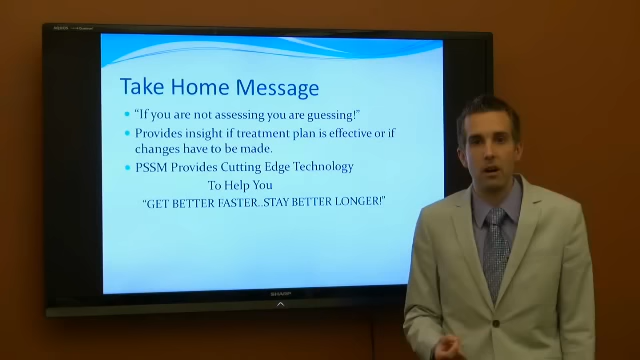 Take Home Message
• "If you are not assessing you are guessing!"
• Provides insight if treatment plan is effective or if
changes have to be made.
• PSSM Provides Cutting Edge Technology
To Help You
"GET BETTER FASTER..STAY BETTER LONGER!"
SHARP